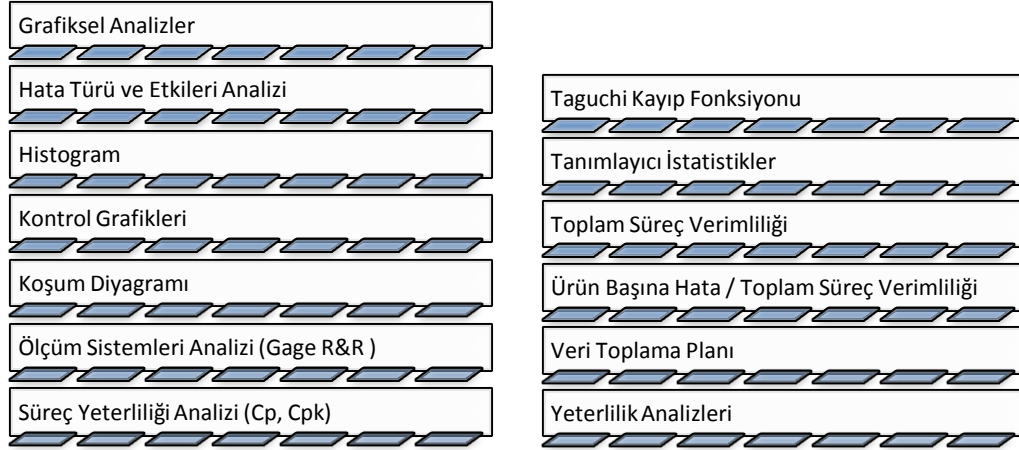 Grafiksel Analizler
Hata Türü ve Etkileri Analizi
Histogram
Kontrol Grafikleri
Koşum Diyagramı
Ölçüm Sistemleri Analizi (Gage R&R )
Süreç Yeterliliği Analizi (Cp, Cpk)
Taguchi Kayıp Fonksiyonu
Tanımlayıcı İstatistikler
Toplam Süreç Verimliliği
Ürün Başına Hata / Toplam Süreç Verimliliği
Veri Toplama Planı
Yeterlilik Analizleri